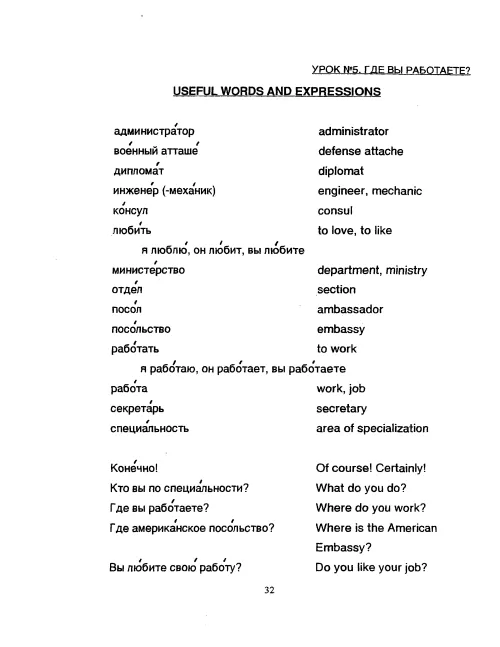 УРОК №5. ГДЕ ВЫ РАБОТАЕТЕ?
USEFUL WORDS AND EXPRESSIONS
администра́тор administrator
вое́нный атташе́ defense attache
диплома́т diplomat
инжене́р (-меха́ник) engineer, mechanic
ко́нсул consul
люби́ть to love, to like
я люблю́, он лю́бит, вы лю́бите
министе́рство department, ministry
отде́л section
посо́л ambassador
посо́льство embassy
рабо́тать to work
я рабо́таю, он рабо́тает, вы рабо́таете
рабо́та work, job
секрета́рь secretary
специа́льность area of specialization
Коне́чно! Of course! Certainly!
Кто вы по специа́льности? What do you do?
Где вы рабо́таете? Where do you work?
Где америка́нское посо́льство? Where is the American
Embassy?
Вы лю́бите свою́ рабо́ту? Do you like your job?
32